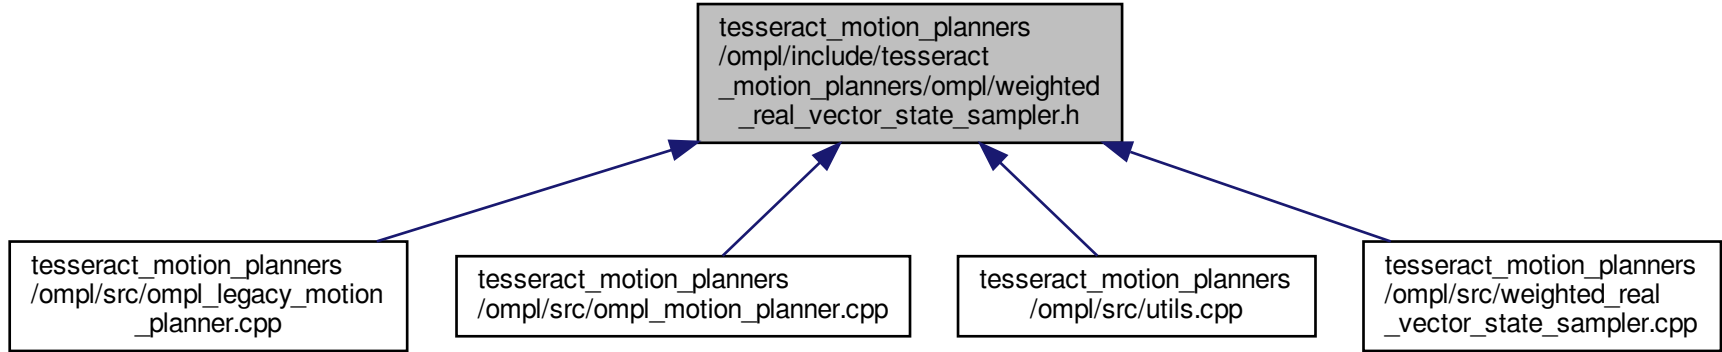 tesseract_motion_planners
/ompl/include/tesseract
_motion_planners/ompl/weighted
_real_vector_state_sampler.h
tesseract_motion_planners
/ompl/src/ompl_legacy_motion
_planner.cpp
tesseract_motion_planners
/ompl/src/ompl_motion_planner.cpp
tesseract_motion_planners
/ompl/src/utils.cpp
tesseract_motion_planners
/ompl/src/weighted_real
_vector_state_sampler.cpp